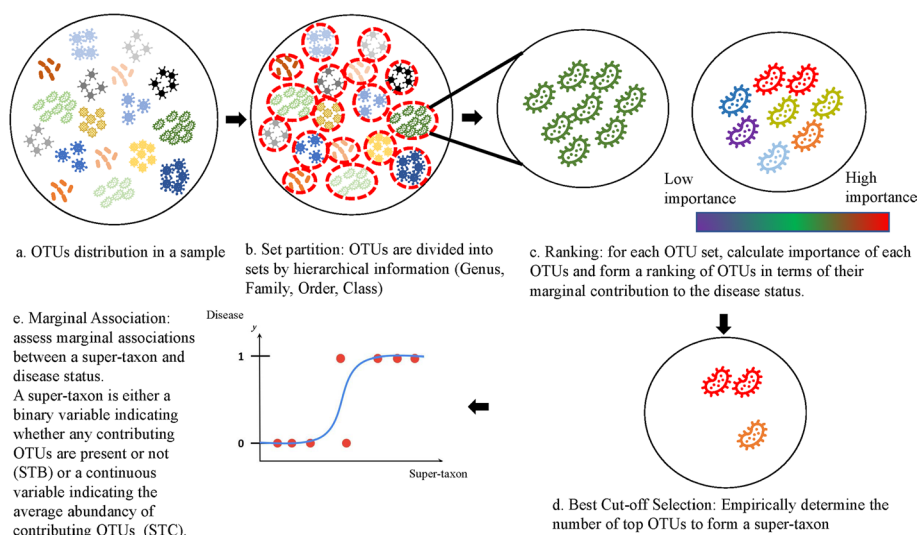 Low
importance
High
importance
a. OTUs distribution in a sample
b. Set partition: OTUs are divided into
sets by hierarchical information (Genus,
Family, Order, Class)
c. Ranking: for each OTU set, calculate importance of each
OTUs and form a ranking of OTUs in terms of their
marginal contribution to the disease status.
e. Marginal Association:
assess marginal associations
between a super-taxon and
disease status.
A super-taxon is either a
binary variable indicating
whether any contributing
OTUs are present or not
(STB) or a continuous
variable indicating the
average abundance of
contributing OTUs (STC).
Disease
y
1
0
Super-taxon
d. Best Cut-off Selection: Empirically determine the
number of top OTUs to form a super-taxon